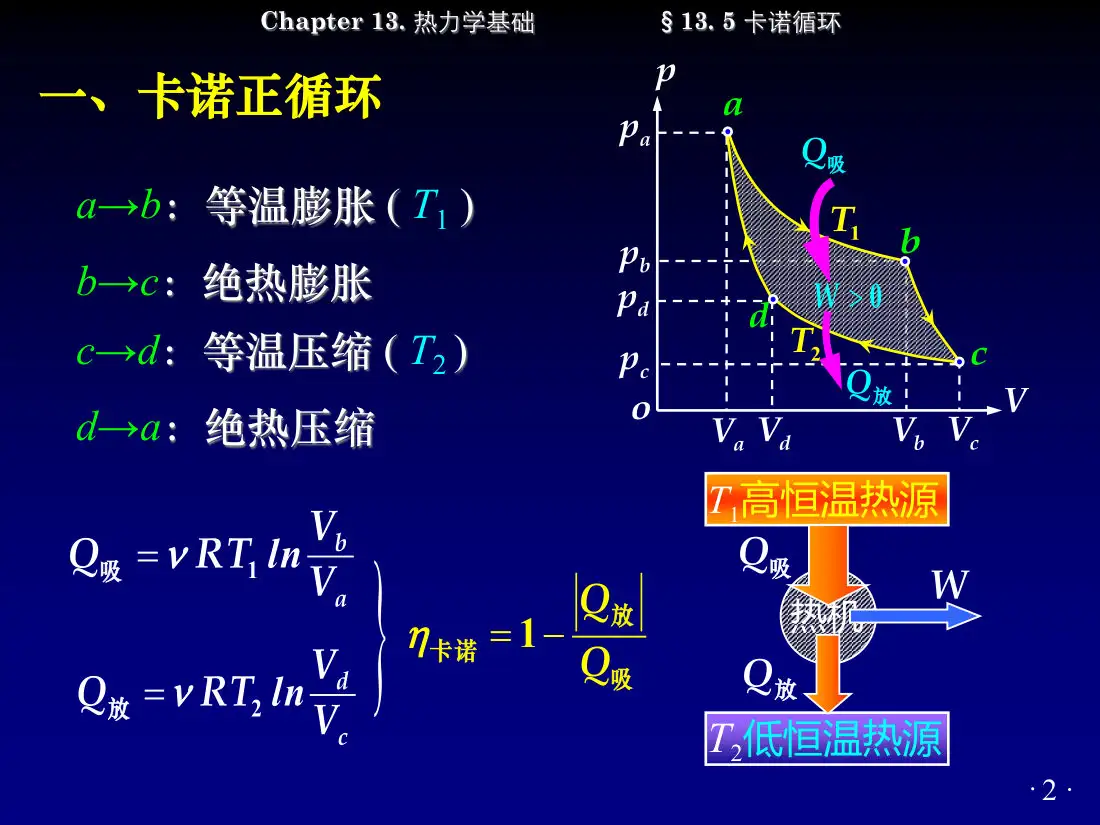 Chapter 13. 热力学基础 §13. 5 卡诺循环
一、卡诺正循环
a→b：等温膨胀 ( T1 )
b→c：绝热膨胀
c→d：等温压缩 ( T2 )
d→a：绝热压缩
p
a
pa
Q吸
T1
b
pb
W > 0
pd
d
T2
c
pc
Q放
o
V
Va Vd Vb Vc
Q吸 = ν RT1 ln Vb/Va
Q放 = ν RT2 ln Vd/Vc
η卡诺 = 1 − |Q放|/Q吸
T1高恒温热源
Q吸
热机
W
Q放
T2低恒温热源
·2·